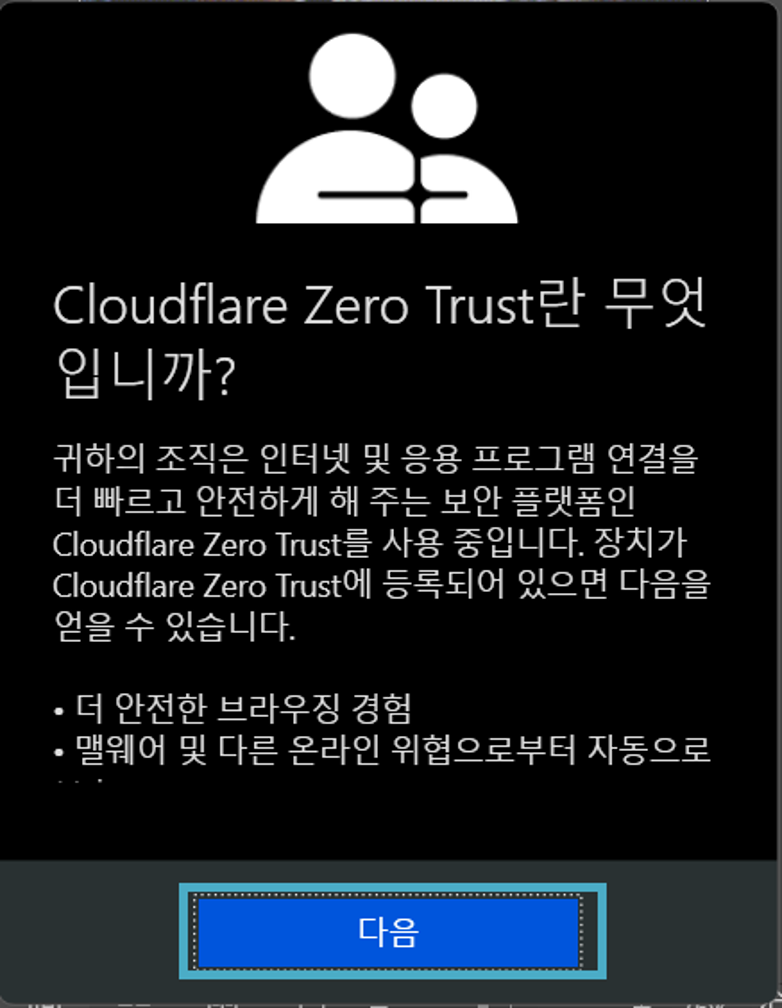 Cloudflare Zero Trust란 무엇
입니까?
귀하의 조직은 인터넷 및 응용 프로그램 연결을
더 빠르고 안전하게 해 주는 보안 플랫폼인
Cloudflare Zero Trust를 사용 중입니다. 장치가
Cloudflare Zero Trust에 등록되어 있으면 다음을
얻을 수 있습니다.
• 더 안전한 브라우징 경험
• 맬웨어 및 다른 온라인 위협으로부터 자동으로
다음